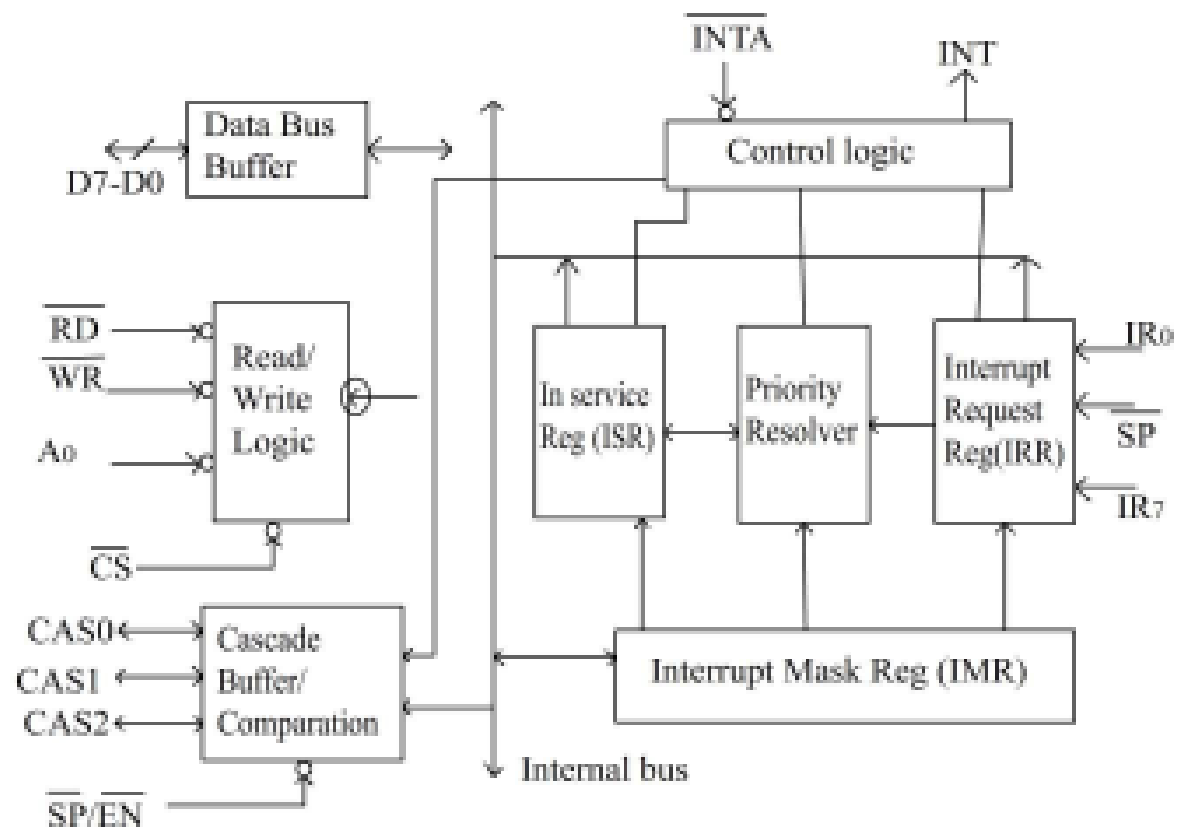 INTA
INT
Data Bus
Buffer
D7-D0
Control logic
RD
WR
A0
Read/
Write
Logic
CS
In service
Reg (ISR)
Priority
Resolver
Interrupt
Request
Reg(IRR)
IR0
SP
IR7
CAS0
CAS1
CAS2
Cascade
Buffer/
Comparation
SP/EN
Interrupt Mask Reg (IMR)
Internal bus